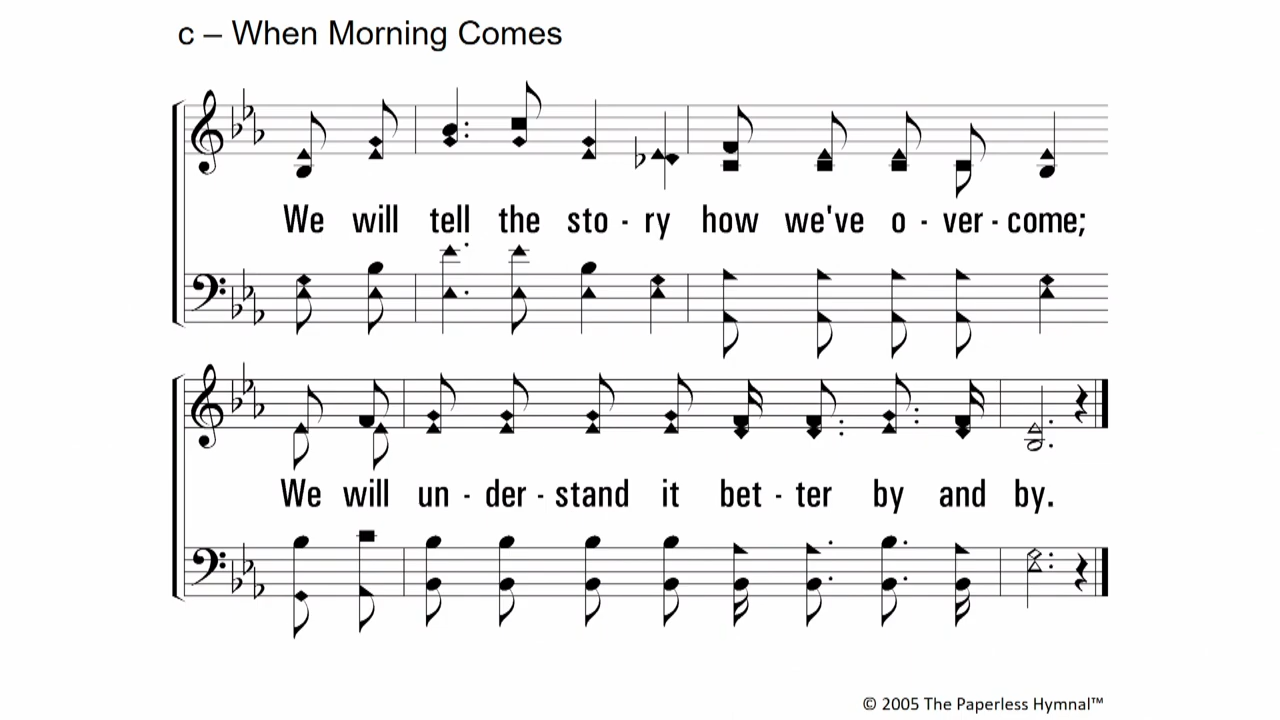 c – When Morning Comes
We will tell the sto - ry how we've o - ver - come;
We will un - der - stand it bet - ter by and by.
© 2005 The Paperless Hymnal™